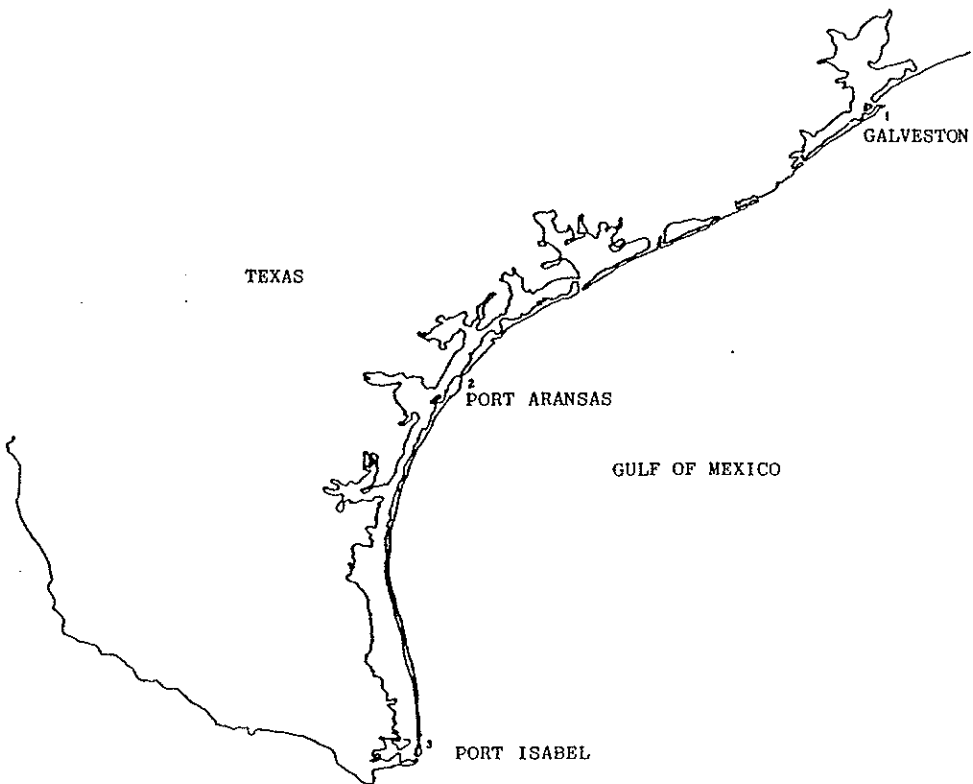 1
GALVESTON
TEXAS
2
PORT ARANSAS
GULF OF MEXICO
3
PORT ISABEL